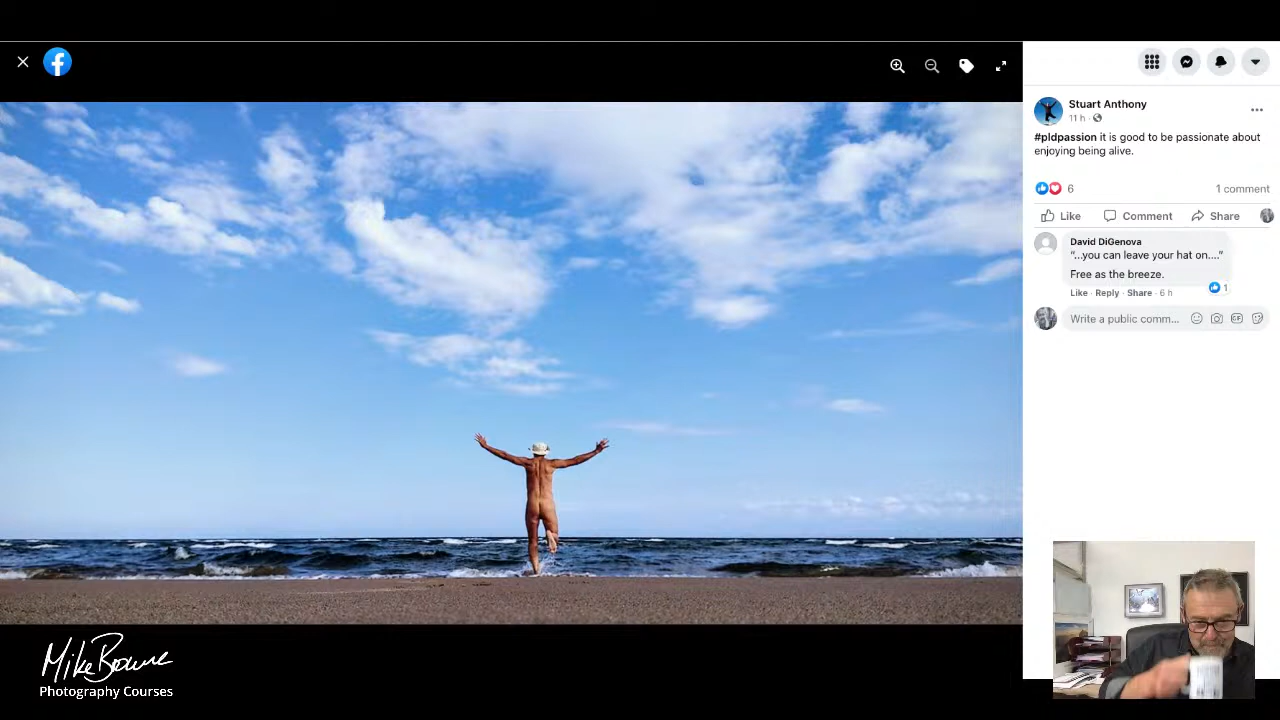 Stuart Anthony
11 h
#pldpassion it is good to be passionate about
enjoying being alive.
6
1 comment
Like
Comment
Share
David DiGenova
"...you can leave your hat on...."
Free as the breeze.
1
Like · Reply · Share · 6 h
Write a public comm...
GIF
Mike Browne
Photography Courses